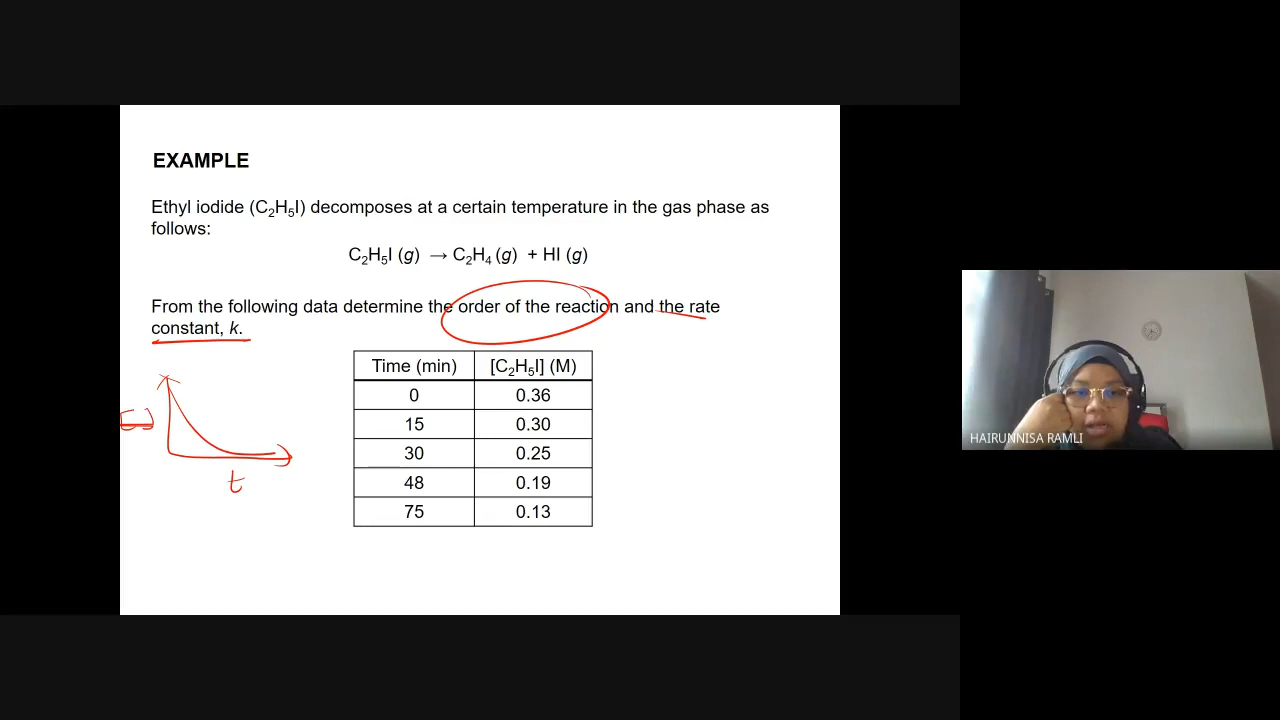 EXAMPLE
Ethyl iodide (C₂H₅I) decomposes at a certain temperature in the gas phase as
follows:
C₂H₅I (g) → C₂H₄ (g) + HI (g)
From the following data determine the order of the reaction and the rate
constant, k.
Time (min) [C₂H₅I] (M)
0 0.36
15 0.30
30 0.25
48 0.19
75 0.13
t
HAIRUNNISA RAMLI